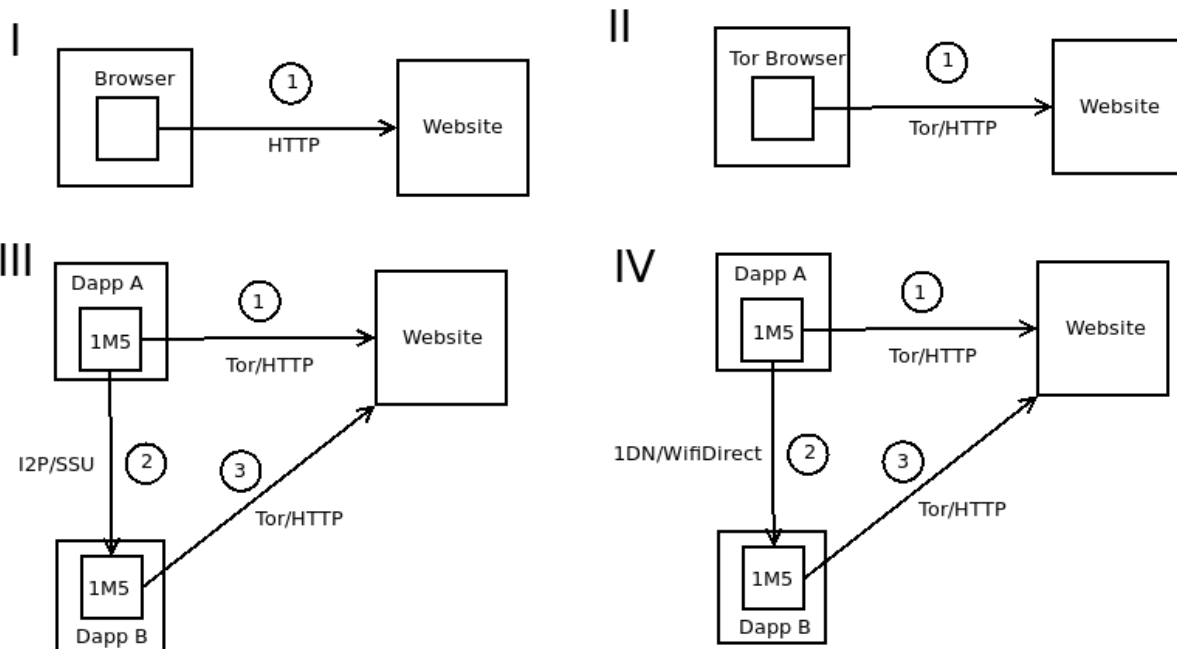 I
Browser
1
HTTP
Website
II
Tor Browser
1
Tor/HTTP
Website
III
Dapp A
1M5
1
Tor/HTTP
Website
I2P/SSU
2
3
Tor/HTTP
1M5
Dapp B
IV
Dapp A
1M5
1
Tor/HTTP
Website
1DN/WifiDirect
2
3
Tor/HTTP
1M5
Dapp B